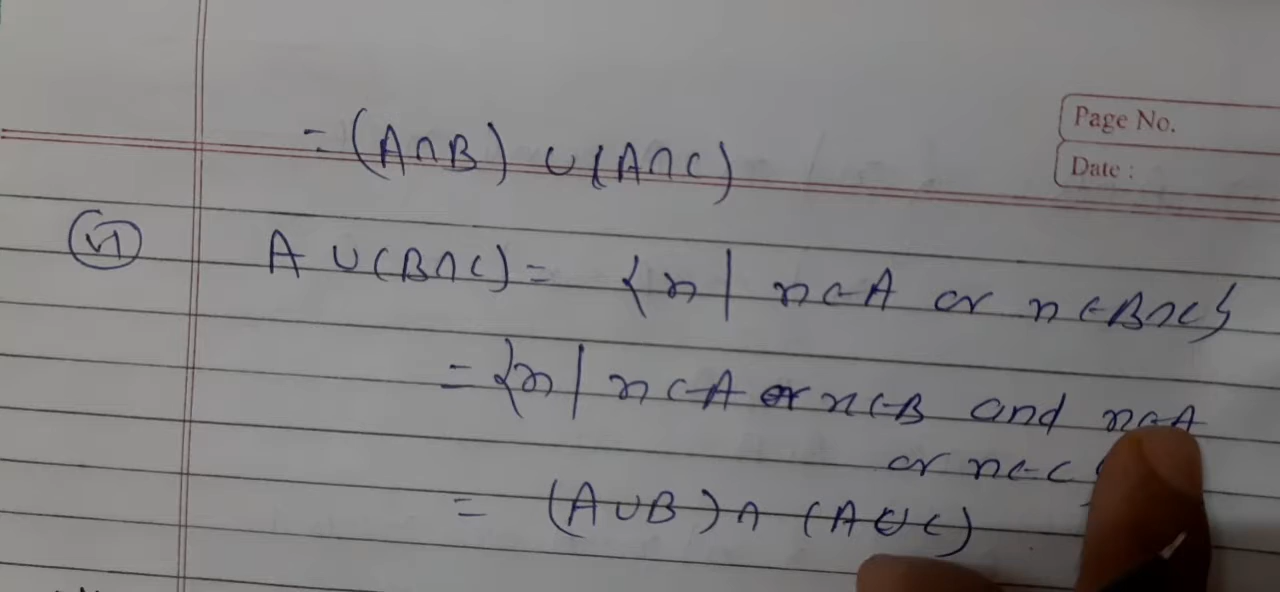 Page No.
Date :
= (A∩B) ∪ (A∩C)
(vi) A ∪ (B∩C) = {x | x∈A or x∈B∩C}
= {x | x∈A or x∈B and x∈A
or x∈C}
= (A∪B) ∩ (A∪C)